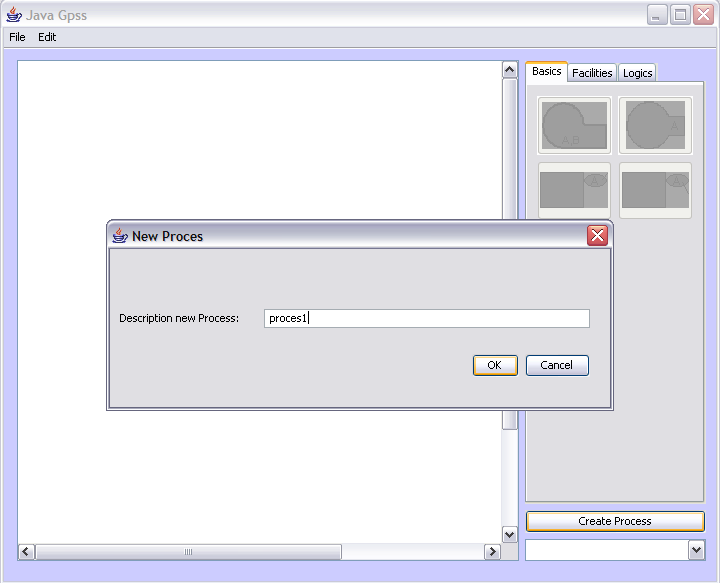 Java Gpss
File Edit
Basics Facilities Logics
A,B A
A A
New Proces
Description new Process: proces1
OK Cancel
Create Process